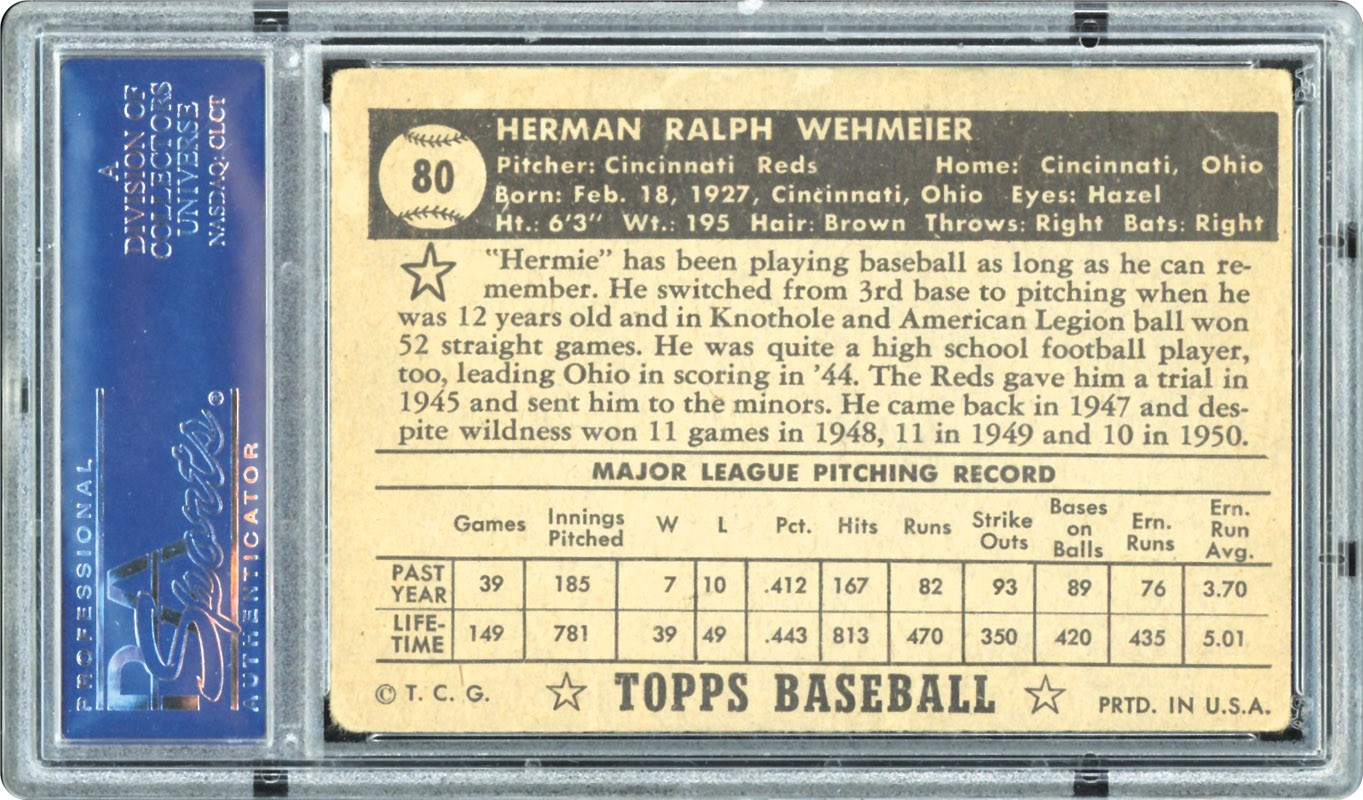 A
DIVISION OF
COLLECTORS
UNIVERSE
NASDAQ: CLCT
PROFESSIONAL
PSA
Sports®
AUTHENTICATOR
80
HERMAN RALPH WEHMEIER
Pitcher: Cincinnati Reds Home: Cincinnati, Ohio
Born: Feb. 18, 1927, Cincinnati, Ohio Eyes: Hazel
Ht.: 6'3" Wt.: 195 Hair: Brown Throws: Right Bats: Right
"Hermie" has been playing baseball as long as he can re-
member. He switched from 3rd base to pitching when he
was 12 years old and in Knothole and American Legion ball won
52 straight games. He was quite a high school football player,
too, leading Ohio in scoring in '44. The Reds gave him a trial in
1945 and sent him to the minors. He came back in 1947 and des-
pite wildness won 11 games in 1948, 11 in 1949 and 10 in 1950.
MAJOR LEAGUE PITCHING RECORD
Games Innings Pitched W L Pct. Hits Runs Strike Outs Bases on Balls Ern. Runs Ern. Run Avg.
PAST YEAR 39 185 7 10 .412 167 82 93 89 76 3.70
LIFE-TIME 149 781 39 49 .443 813 470 350 420 435 5.01
© T. C. G. TOPPS BASEBALL PRTD. IN U.S.A.